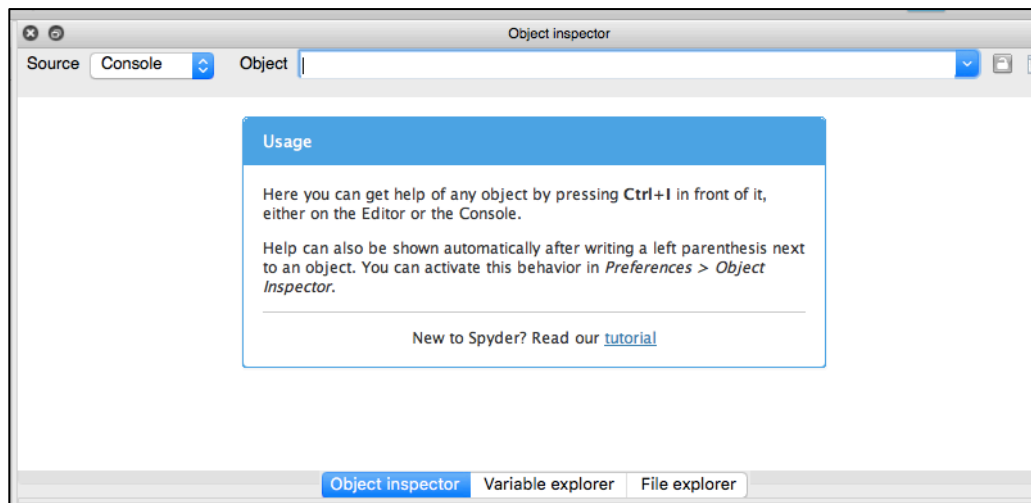 Object inspector
Source Console Object
Usage
Here you can get help of any object by pressing Ctrl+I in front of it,
either on the Editor or the Console.
Help can also be shown automatically after writing a left parenthesis next
to an object. You can activate this behavior in Preferences > Object
Inspector.
New to Spyder? Read our tutorial
Object inspector Variable explorer File explorer